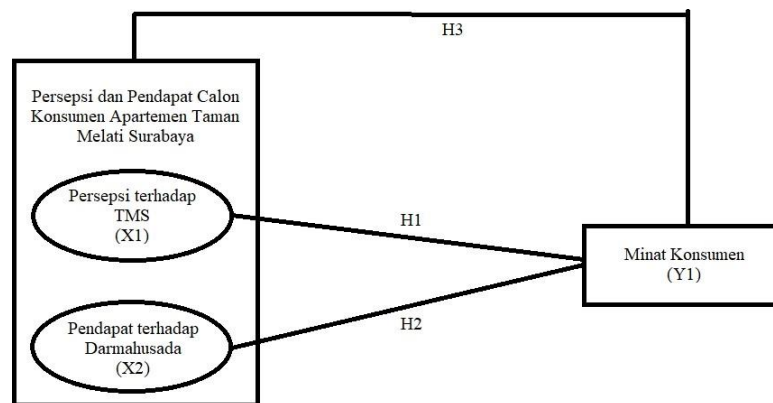 H3
Persepsi dan Pendapat Calon
Konsumen Apartemen Taman
Melati Surabaya
Persepsi terhadap
TMS
(X1)
H1
Minat Konsumen
(Y1)
H2
Pendapat terhadap
Darmahusada
(X2)